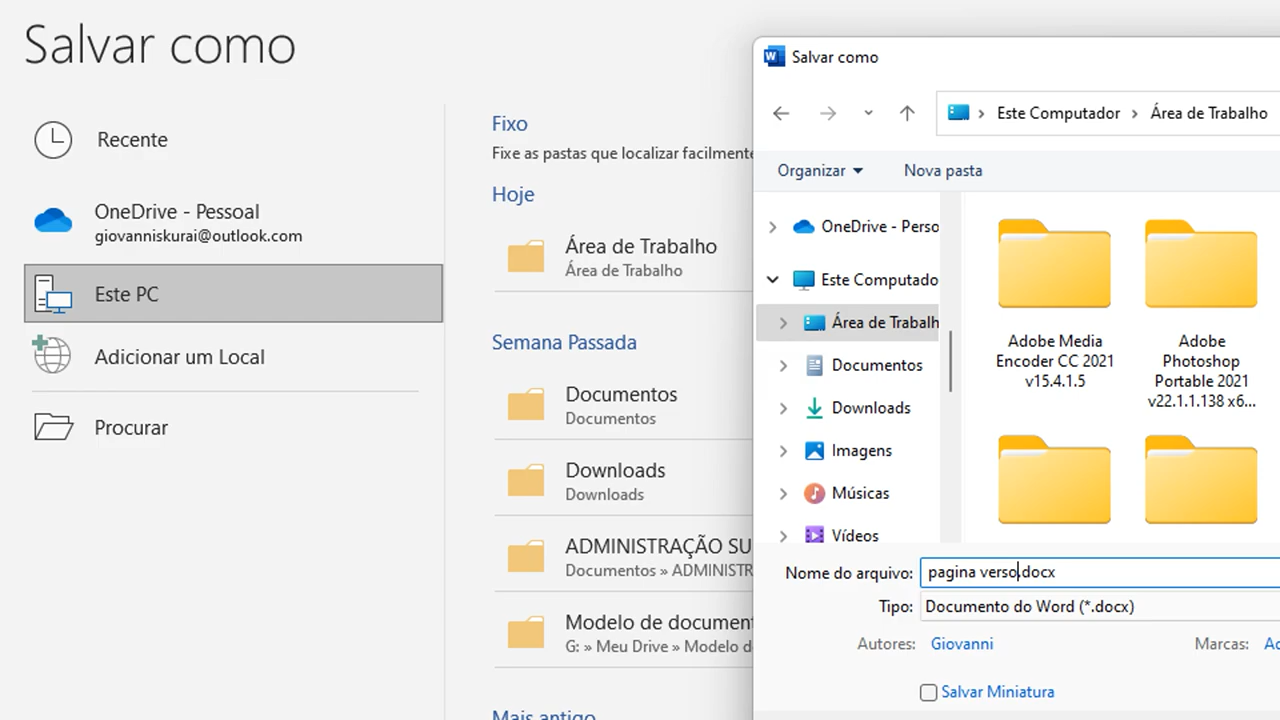 Salvar como
Recente
OneDrive - Pessoal
giovanniskurai@outlook.com
Este PC
Adicionar um Local
Procurar
Fixo
Fixe as pastas que localizar facilmente
Hoje
Área de Trabalho
Área de Trabalho
Semana Passada
Documentos
Documentos
Downloads
Downloads
ADMINISTRAÇÃO SU
Documentos » ADMINISTR
Modelo de document
G: » Meu Drive » Modelo d
Mais antigo
Salvar como
Este Computador > Área de Trabalho
Organizar
Nova pasta
OneDrive - Perso
Este Computado
Área de Trabalh
Documentos
Downloads
Imagens
Músicas
Vídeos
Adobe Media
Encoder CC 2021
v15.4.1.5
Adobe
Photoshop
Portable 2021
v22.1.1.138 x6...
Nome do arquivo: pagina verso.docx
Tipo: Documento do Word (*.docx)
Autores: Giovanni
Marcas: Ad
Salvar Miniatura